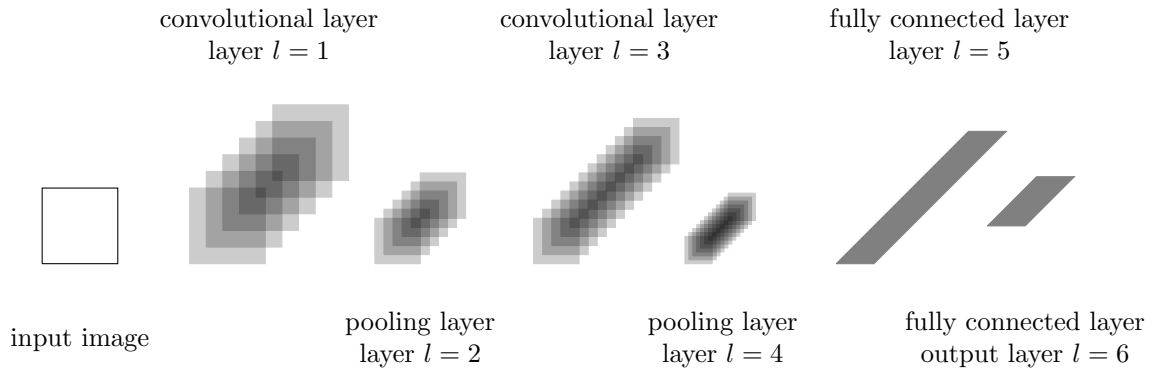 convolutional layer
layer l = 1
convolutional layer
layer l = 3
fully connected layer
layer l = 5
input image
pooling layer
layer l = 2
pooling layer
layer l = 4
fully connected layer
output layer l = 6